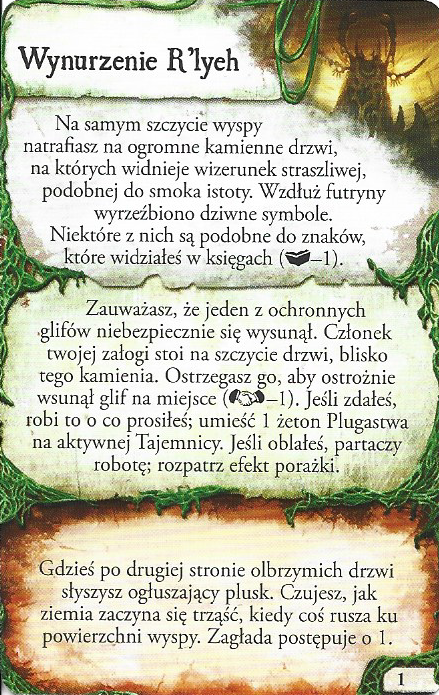 Wynurzenie R'lyeh
Na samym szczycie wyspy
natrafiasz na ogromne kamienne drzwi,
na których widnieje wizerunek straszliwej,
podobnej do smoka istoty. Wzdłuż futryny
wyrzeźbiono dziwne symbole.
Niektóre z nich są podobne do znaków,
które widziałeś w księgach (–1).
Zauważasz, że jeden z ochronnych
glifów niebezpiecznie się wysunął. Członek
twojej załogi stoi na szczycie drzwi, blisko
tego kamienia. Ostrzegasz go, aby ostrożnie
wsunął glif na miejsce (–1). Jeśli zdałeś,
robi to o co prosiłeś; umieść 1 żeton Plugastwa
na aktywnej Tajemnicy. Jeśli oblałeś, partaczy
robotę; rozpatrz efekt porażki.
Gdzieś po drugiej stronie olbrzymich drzwi
słyszysz ogłuszający plusk. Czujesz, jak
ziemia zaczyna się trząść, kiedy coś rusza ku
powierzchni wyspy. Zagłada postępuje o 1.
1